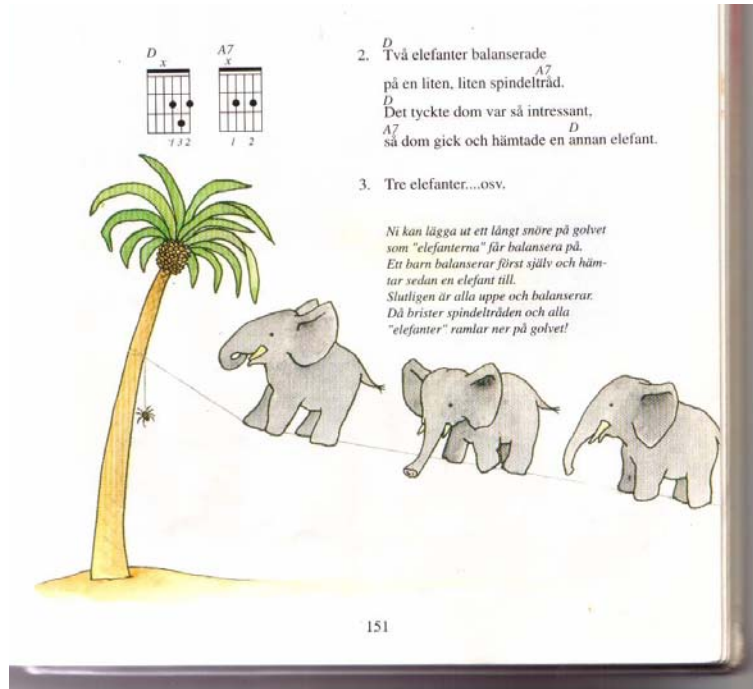 D
x
A7
x
1 3 2
1 2
D
2. Två elefanter balanserade
A7
på en liten, liten spindeltråd.
D
Det tyckte dom var så intressant,
A7 D
så dom gick och hämtade en annan elefant.
3. Tre elefanter....osv.
Ni kan lägga ut ett långt snöre på golvet
som "elefanterna" får balansera på.
Ett barn balanserar först själv och häm-
tar sedan en elefant till.
Slutligen är alla uppe och balanserar.
Då brister spindeltråden och alla
"elefanter" ramlar ner på golvet!
151